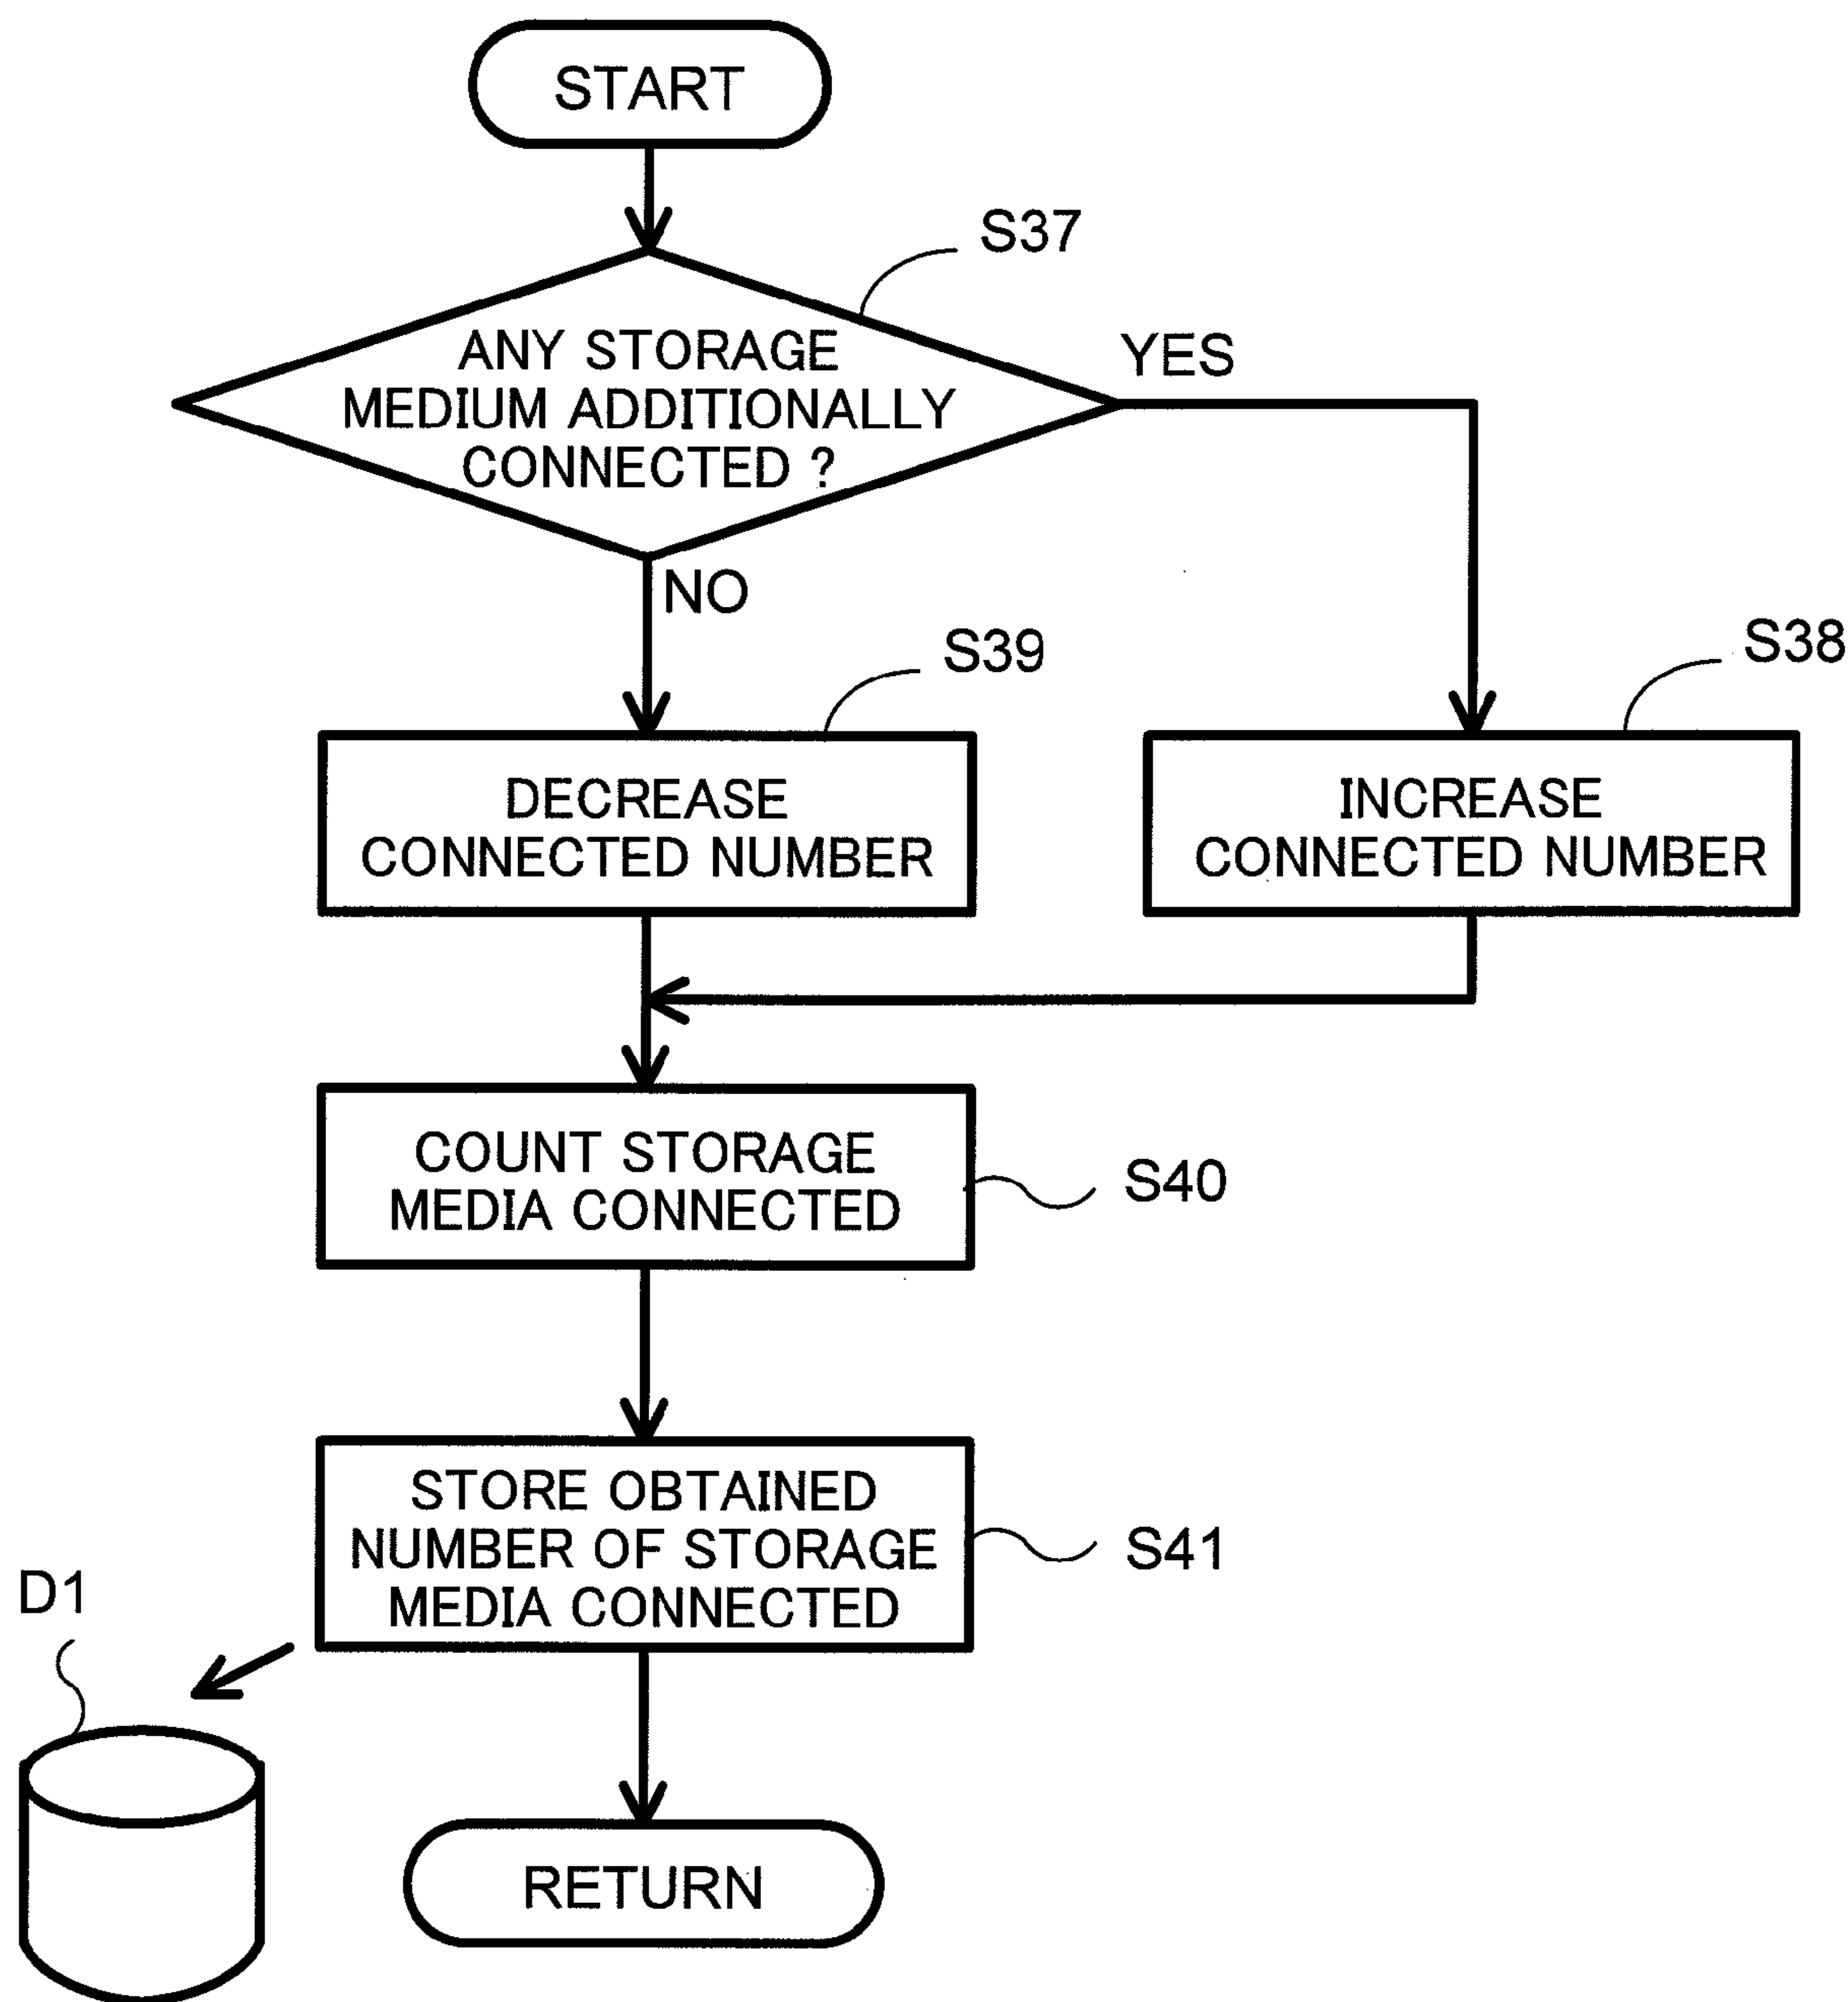 START
S37
ANY STORAGE
MEDIUM ADDITIONALLY
CONNECTED ?
YES
NO
S39
S38
DECREASE
CONNECTED NUMBER
INCREASE
CONNECTED NUMBER
COUNT STORAGE
MEDIA CONNECTED
S40
STORE OBTAINED
NUMBER OF STORAGE
MEDIA CONNECTED
S41
D1
RETURN